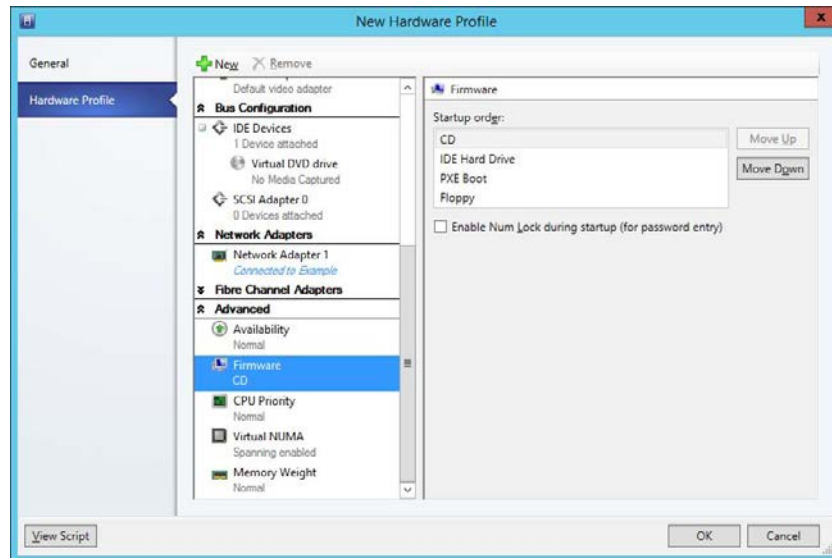 New Hardware Profile
x
General
Hardware Profile
New Remove
Default video adapter
Bus Configuration
IDE Devices
1 Device attached
Virtual DVD drive
No Media Captured
SCSI Adapter 0
0 Devices attached
Network Adapters
Network Adapter 1
Connected to Example
Fibre Channel Adapters
Advanced
Availability
Normal
Firmware
CD
CPU Priority
Normal
Virtual NUMA
Spanning enabled
Memory Weight
Normal
Firmware
Startup order:
CD
IDE Hard Drive
PXE Boot
Floppy
Move Up
Move Down
Enable Num Lock during startup (for password entry)
View Script
OK
Cancel